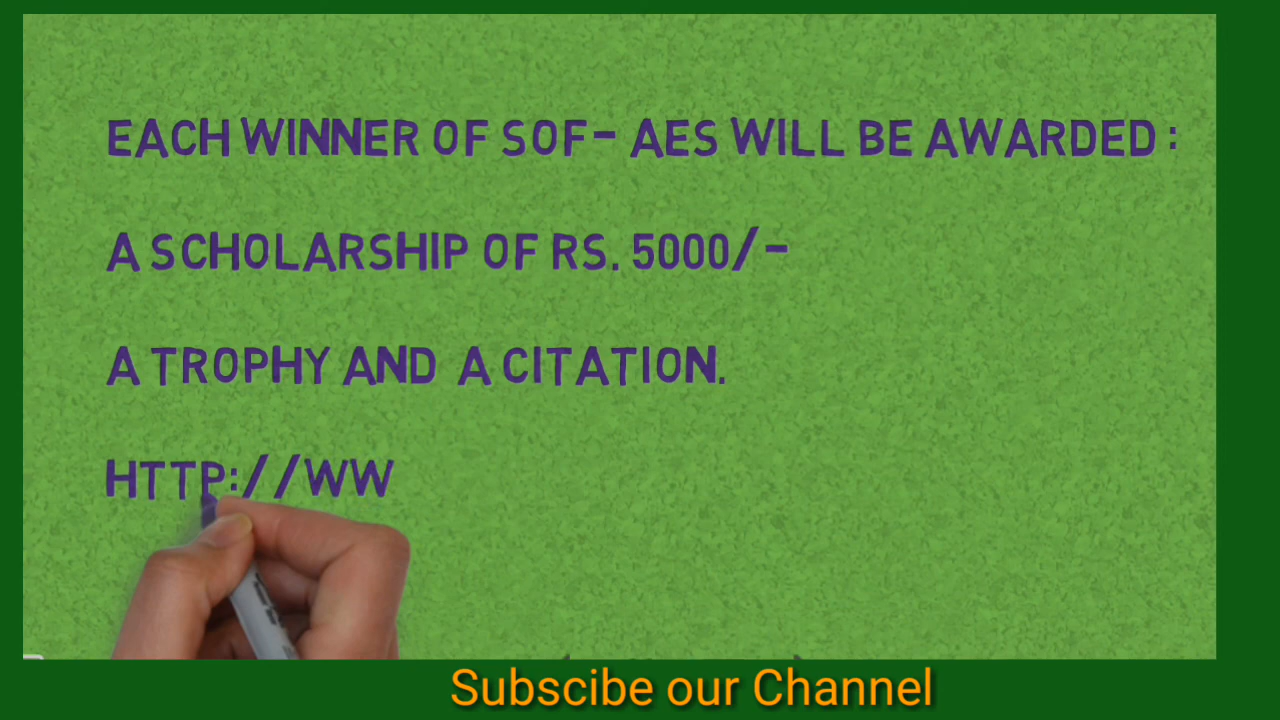 EACH WINNER OF SOF- AES WILL BE AWARDED :
A SCHOLARSHIP OF RS. 5000/-
A TROPHY AND A CITATION.
HTTP://WW
Subscibe our Channel